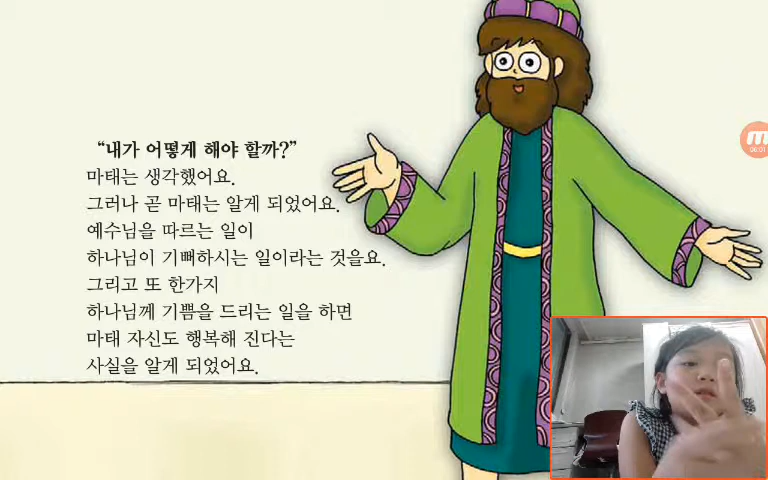 “내가 어떻게 해야 할까?”
마태는 생각했어요.
그러나 곧 마태는 알게 되었어요.
예수님을 따르는 일이
하나님이 기뻐하시는 일이라는 것을요.
그리고 또 한가지
하나님께 기쁨을 드리는 일을 하면
마태 자신도 행복해 진다는
사실을 알게 되었어요.
00:01